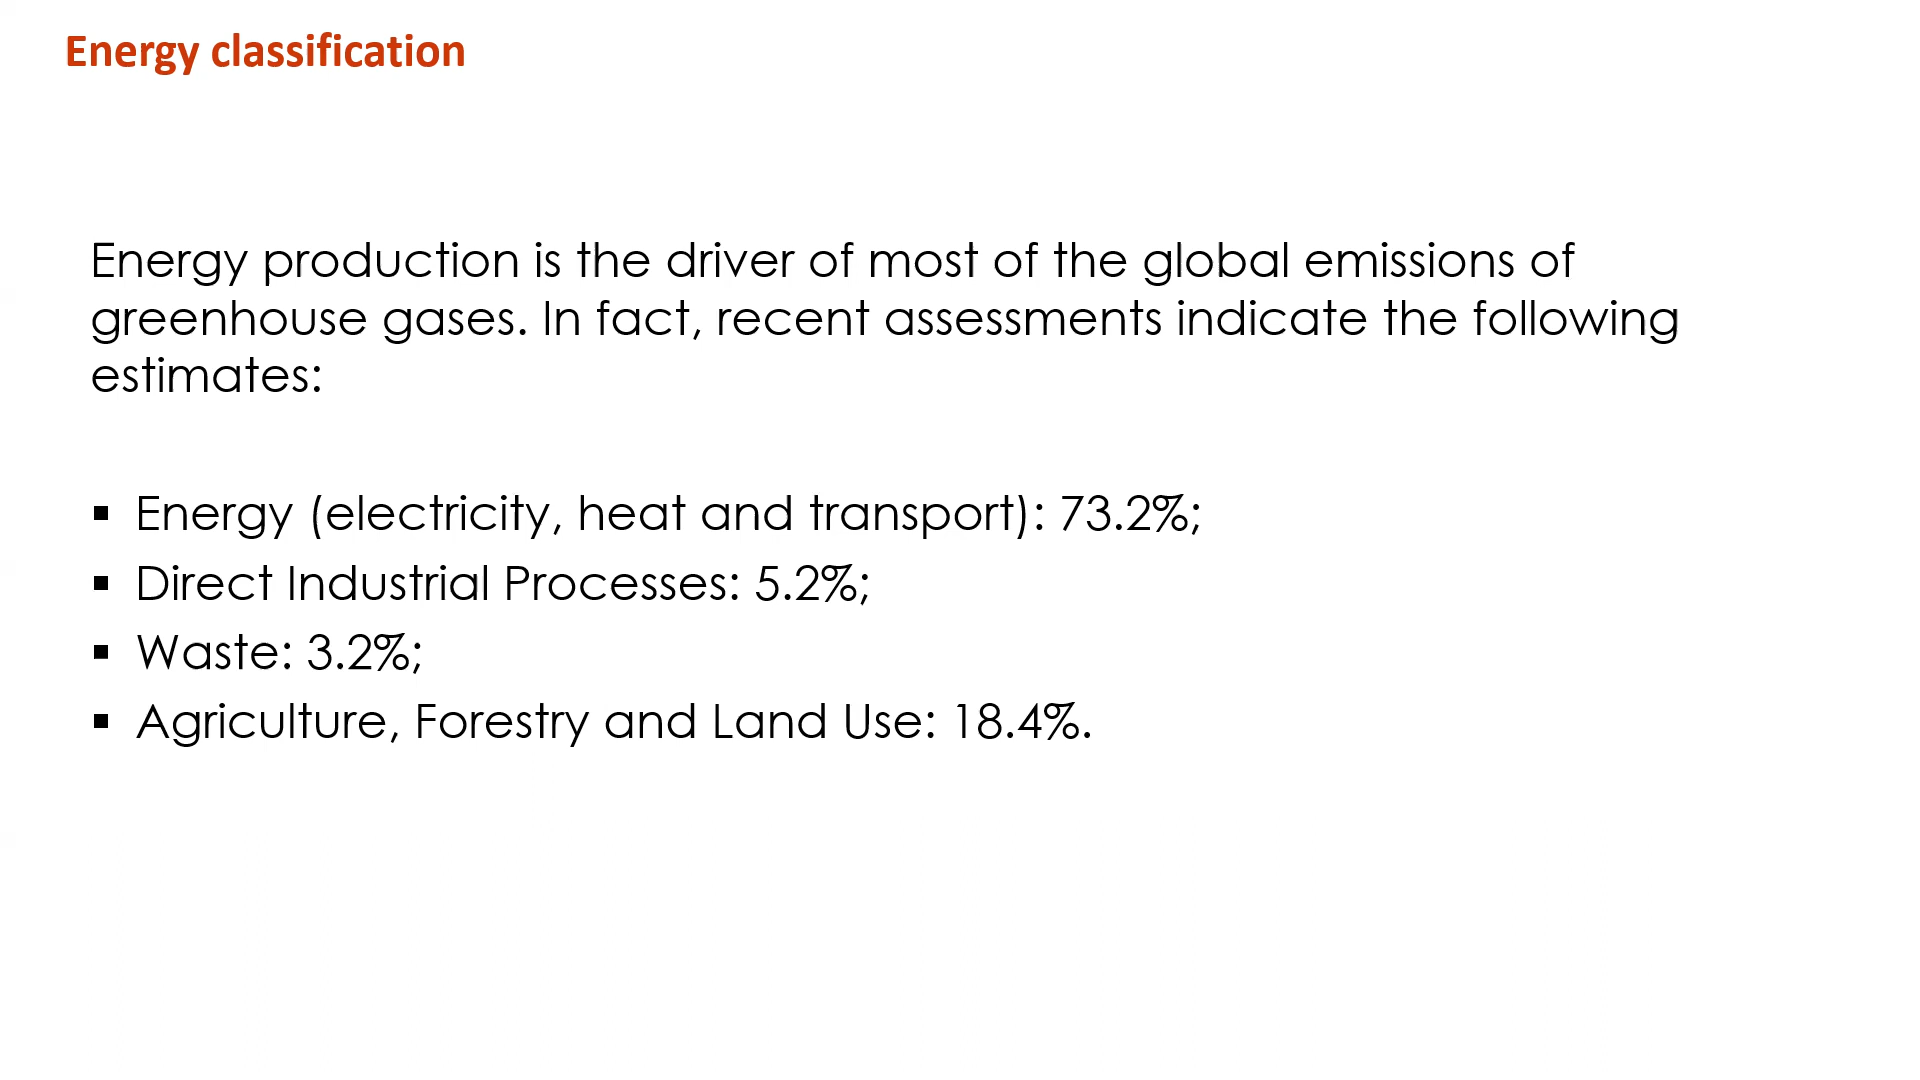 Energy classification
Energy production is the driver of most of the global emissions of
greenhouse gases. In fact, recent assessments indicate the following
estimates:
▪ Energy (electricity, heat and transport): 73.2%;
▪ Direct Industrial Processes: 5.2%;
▪ Waste: 3.2%;
▪ Agriculture, Forestry and Land Use: 18.4%.